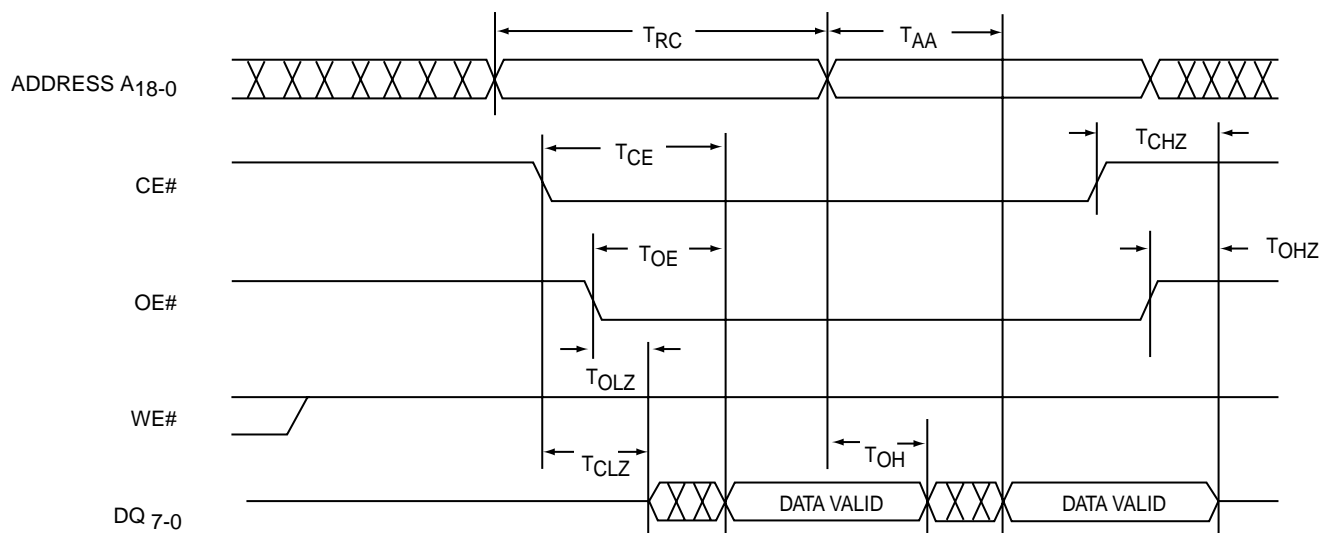 TRC
TAA
ADDRESS A18-0
TCE
TCHZ
CE#
TOE
TOHZ
OE#
TOLZ
WE#
TCLZ
TOH
DQ 7-0
DATA VALID
DATA VALID